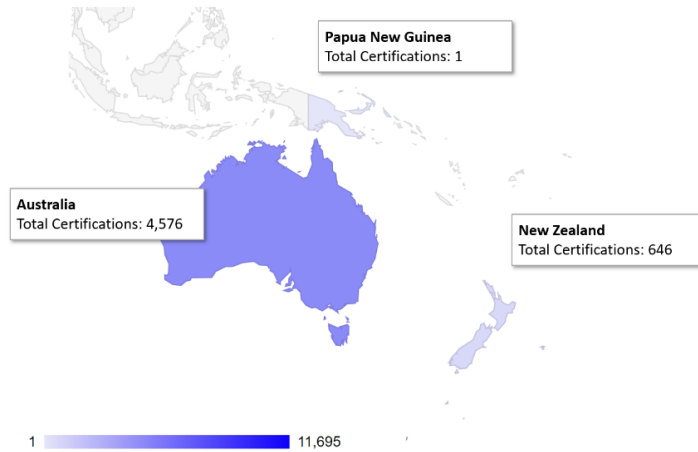 Papua New Guinea
Total Certifications: 1
Australia
Total Certifications: 4,576
New Zealand
Total Certifications: 646
1
11,695